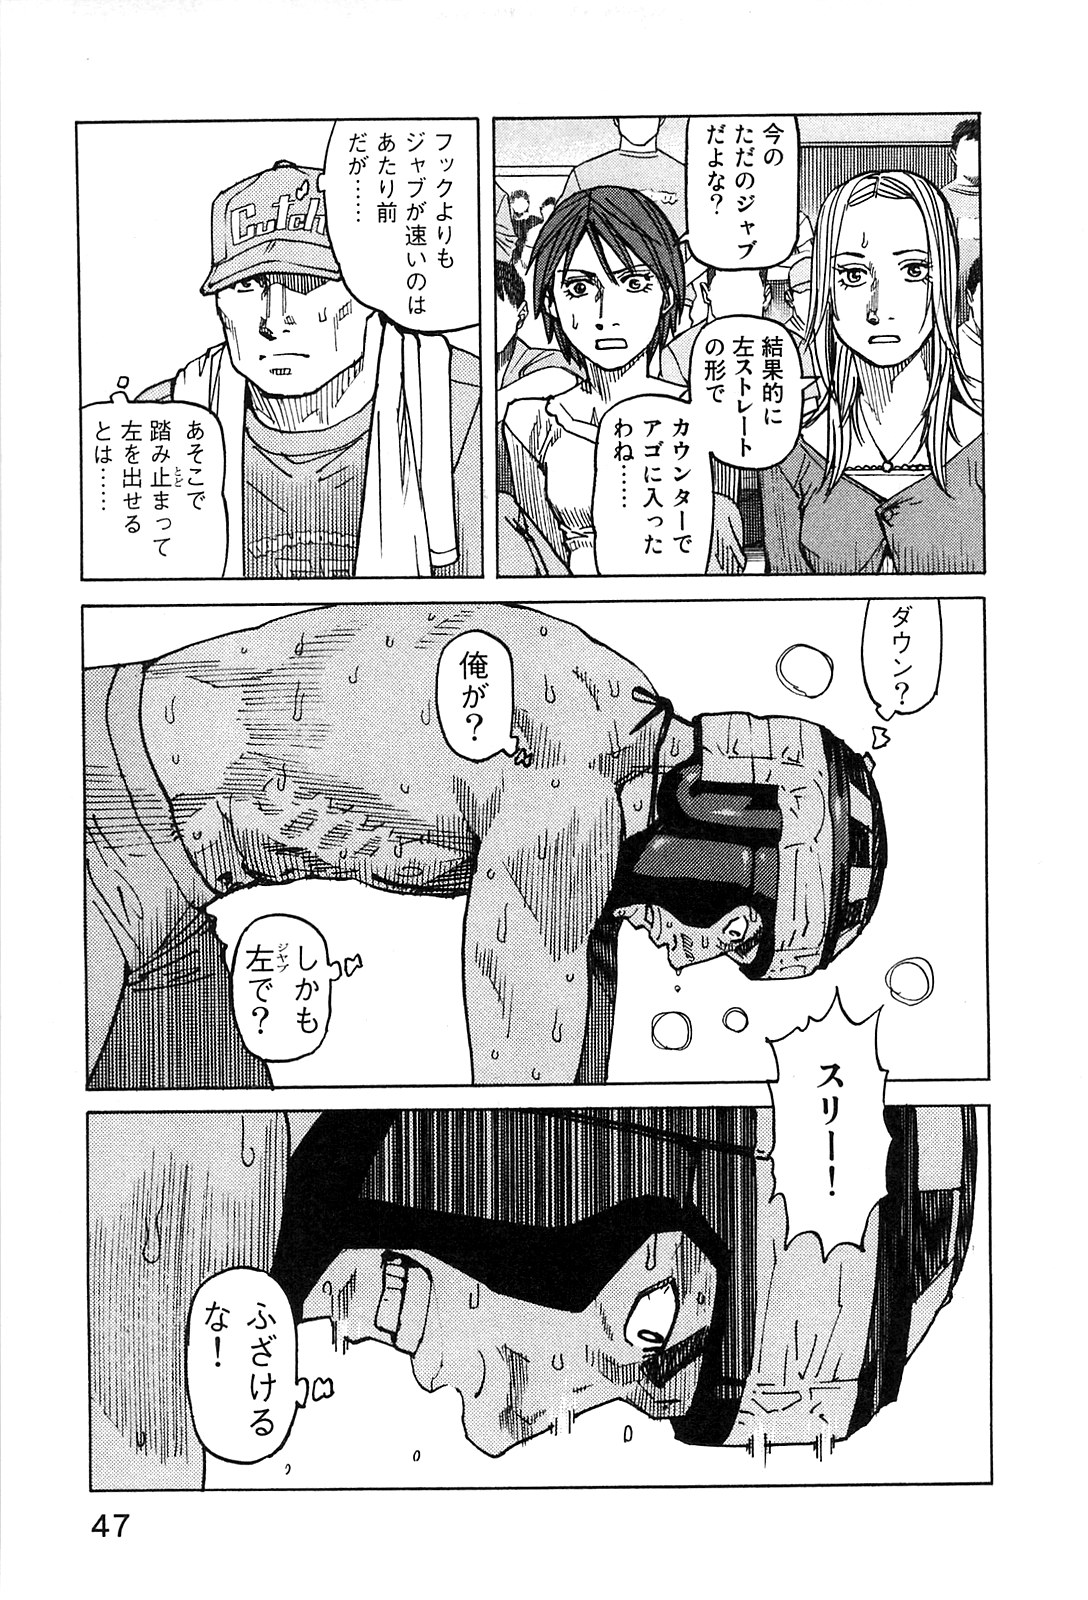 今の
ただのジャブ
だよな?
結果的に
左ストレート
の形で
カウンターで
アゴに入った
わね……
フックよりも
ジャブが速いのは
あたり前
だが……
Cutch
あそこで
踏み止まって
とど
左を出せる
とは……
ダウン?
俺が?
しかも
左で?
ジャブ
スリー!
ふざける
な!
47